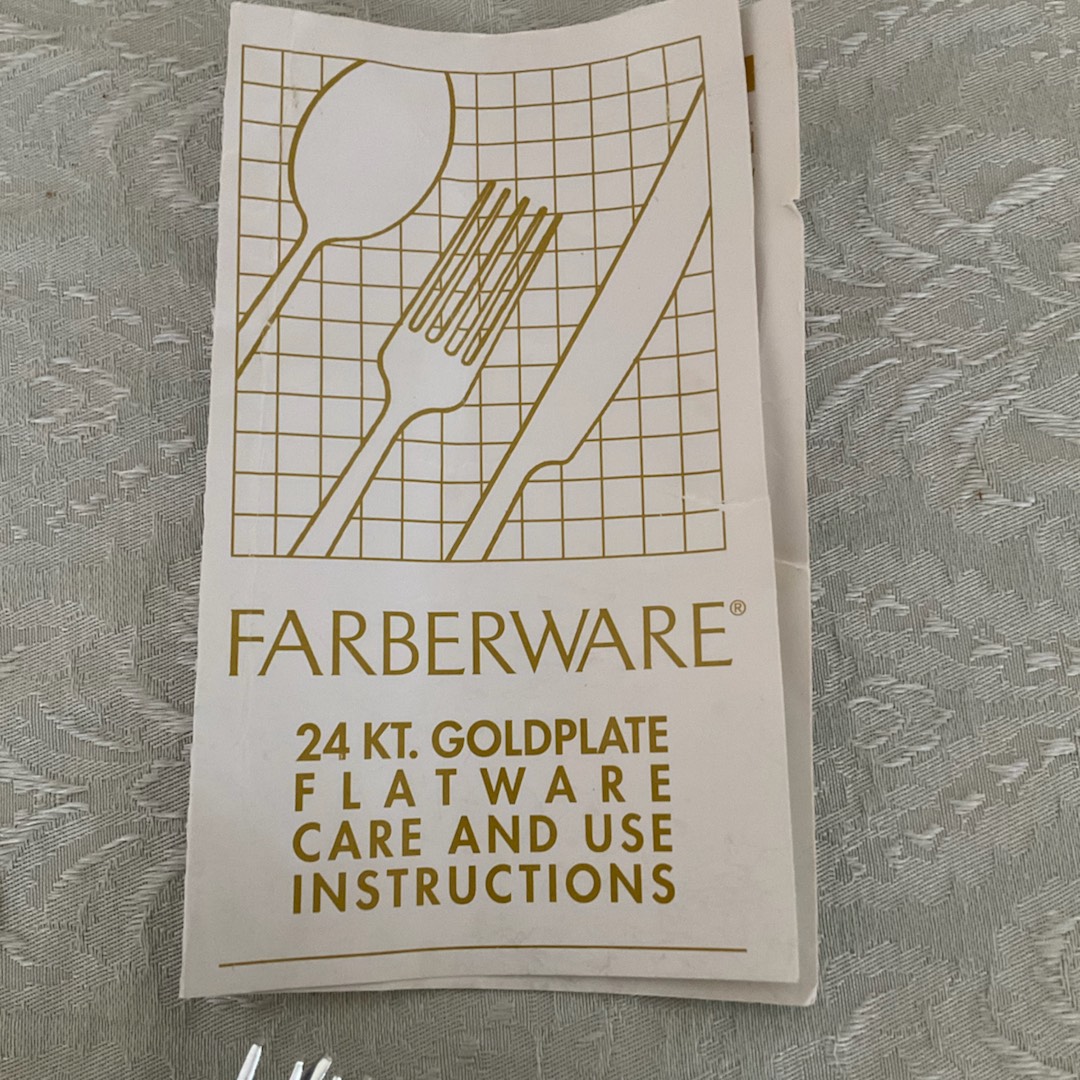 FARBERWARE®
24 KT. GOLDPLATE
FLATWARE
CARE AND USE
INSTRUCTIONS